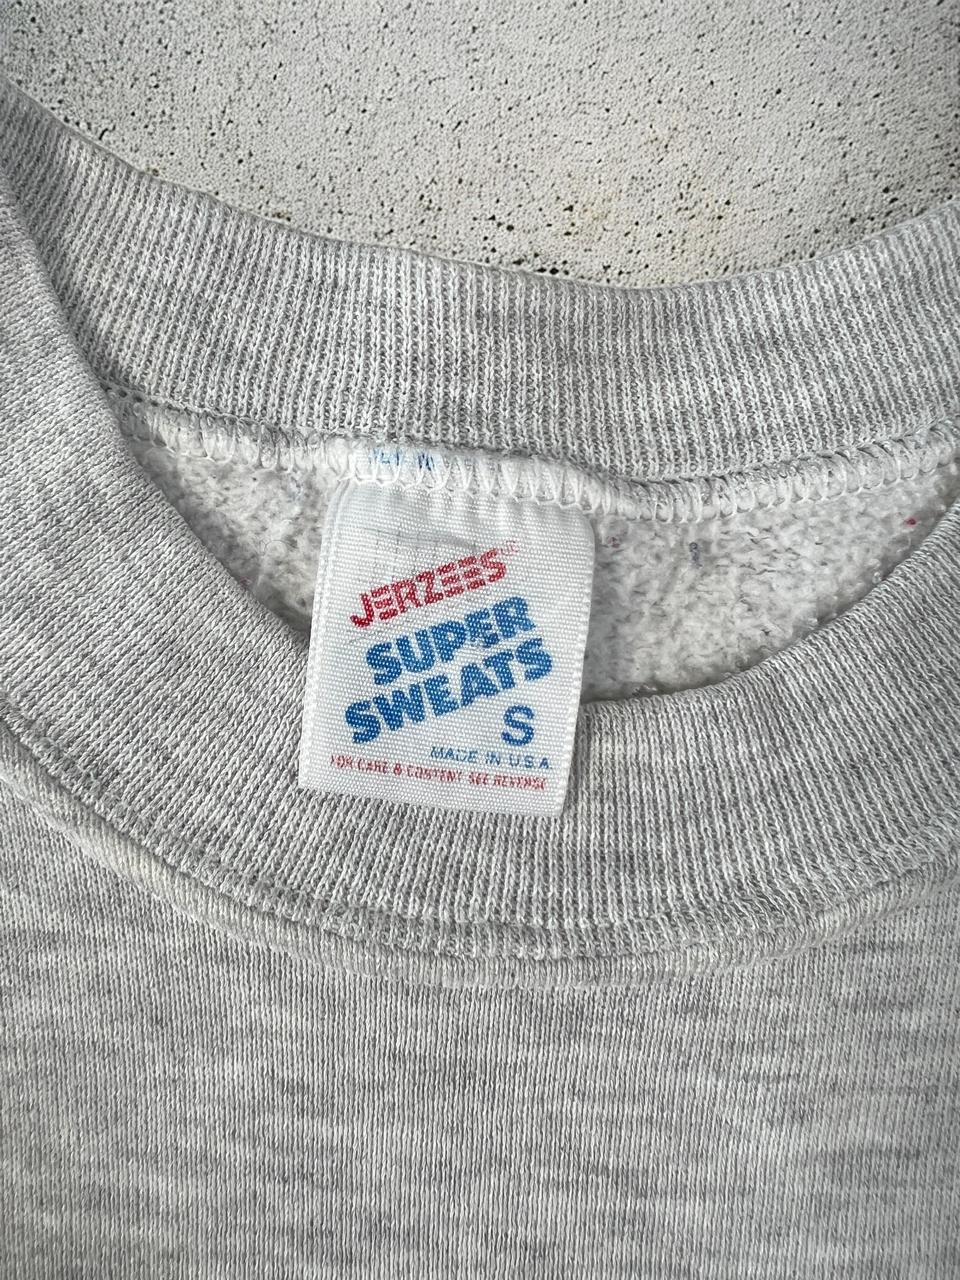 JERZEES
SUPER
SWEATS
S
MADE IN U.S.A
FOR CARE & CONTENT SEE REVERSE